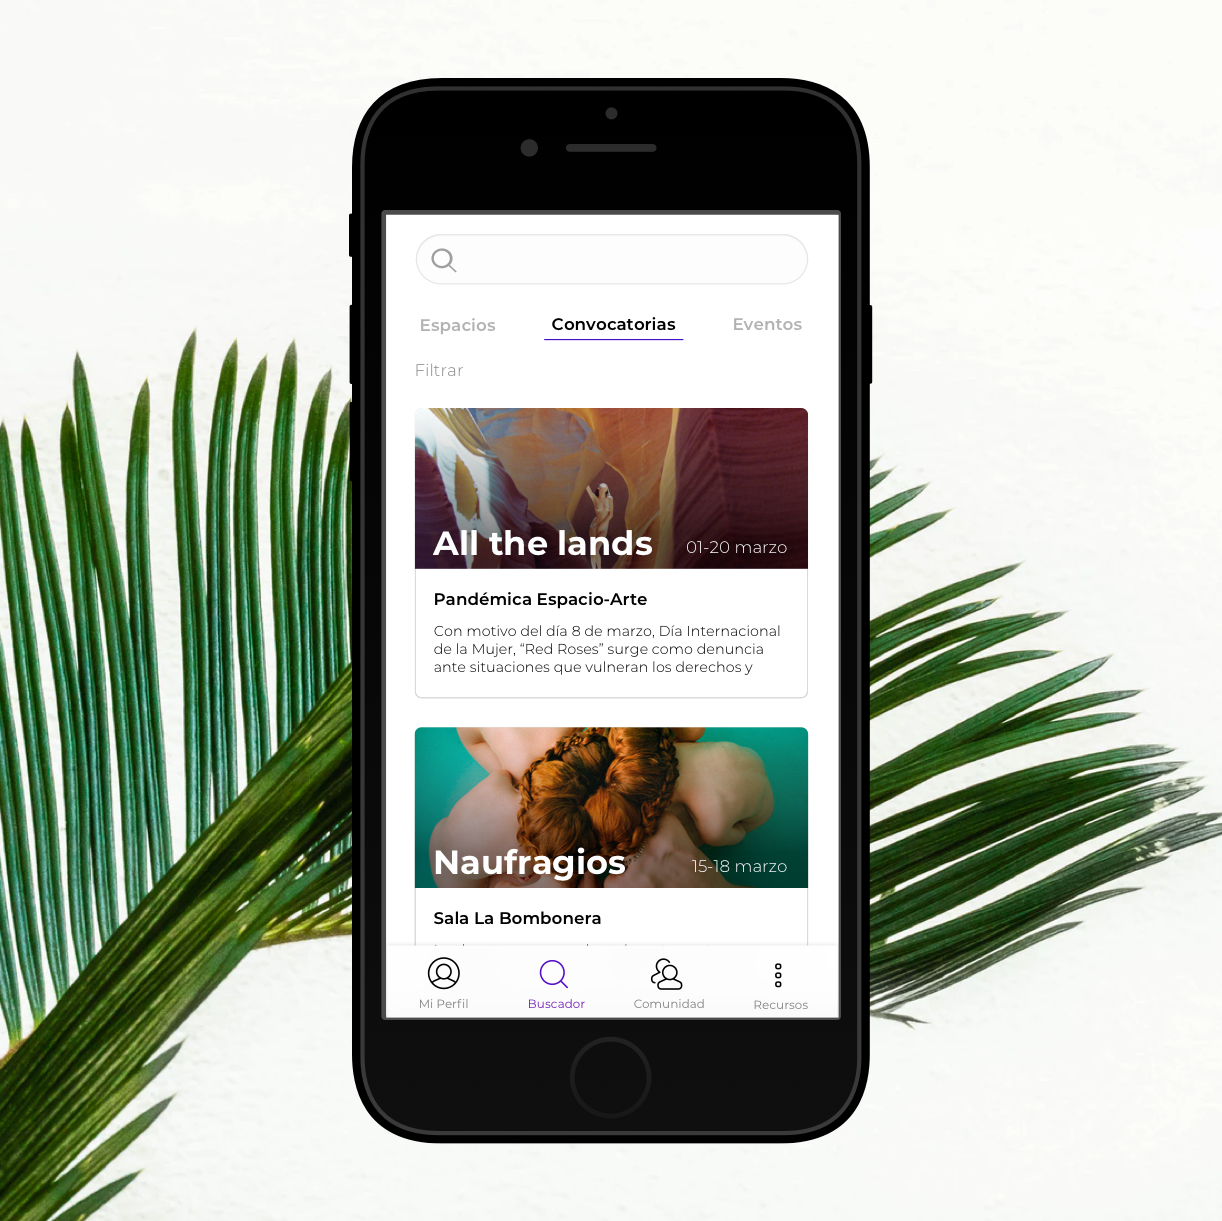 Espacios
Convocatorias
Eventos
Filtrar
All the lands
01-20 marzo
Pandémica Espacio-Arte
Con motivo del día 8 de marzo, Día Internacional
de la Mujer, “Red Roses” surge como denuncia
ante situaciones que vulneran los derechos y
Naufragios
15-18 marzo
Sala La Bombonera
Mi Perfil
Buscador
Comunidad
Recursos